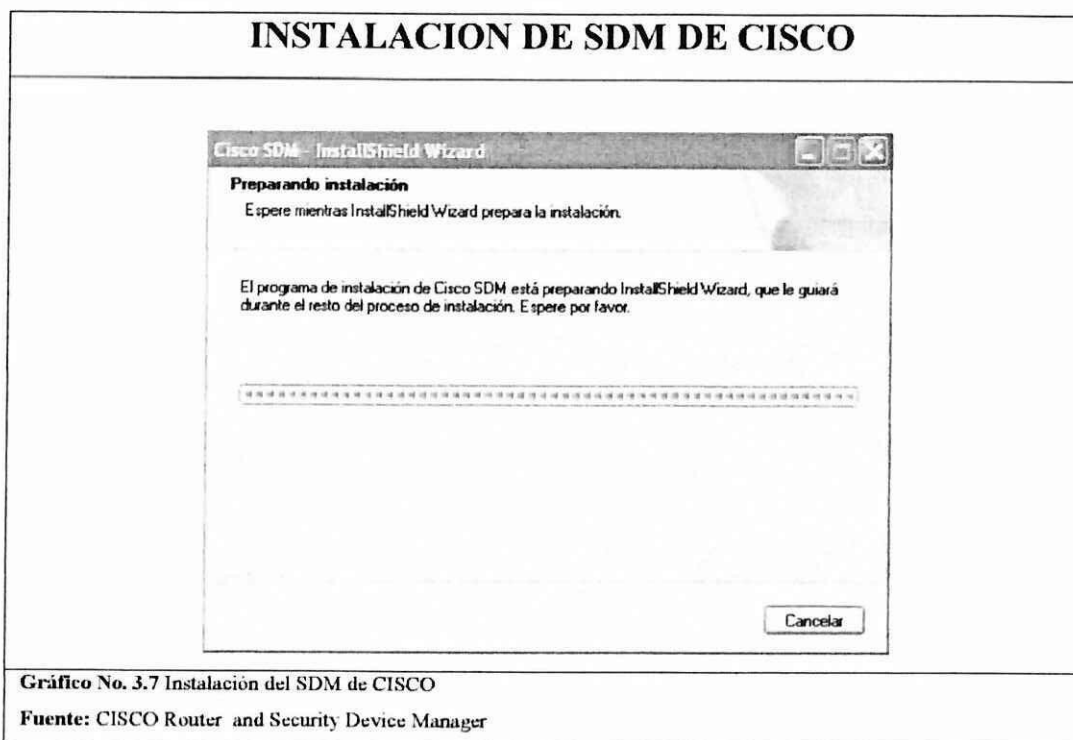 INSTALACION DE SDM DE CISCO
Cisco SDM - InstallShield Wizard
Preparando instalación
Espere mientras InstallShield Wizard prepara la instalación.
El programa de instalación de Cisco SDM está preparando InstallShield Wizard, que le guiará
durante el resto del proceso de instalación. Espere por favor.
Cancelar
Gráfico No. 3.7 Instalación del SDM de CISCO
Fuente: CISCO Router and Security Device Manager